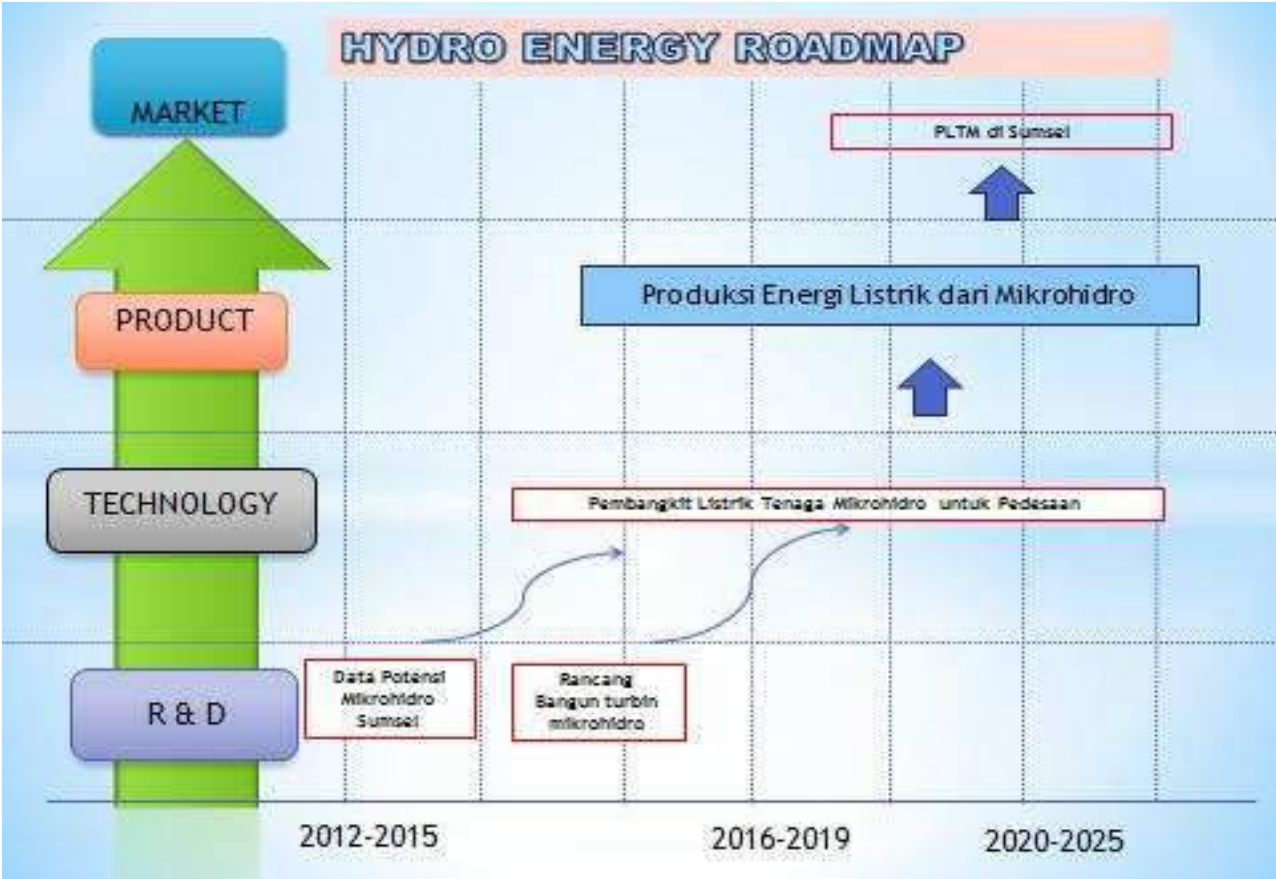 HYDRO ENERGY ROADMAP
MARKET
PLTM di Sumsel
PRODUCT
Produksi Energi Listrik dari Mikrohidro
TECHNOLOGY
Pembangkit Listrik Tenaga Mikrohidro untuk Pedesaan
R & D
Data Potensi
Mikrohidro
Sumsel
Rancang
Bangun turbin
mikrohidro
2012-2015
2016-2019
2020-2025